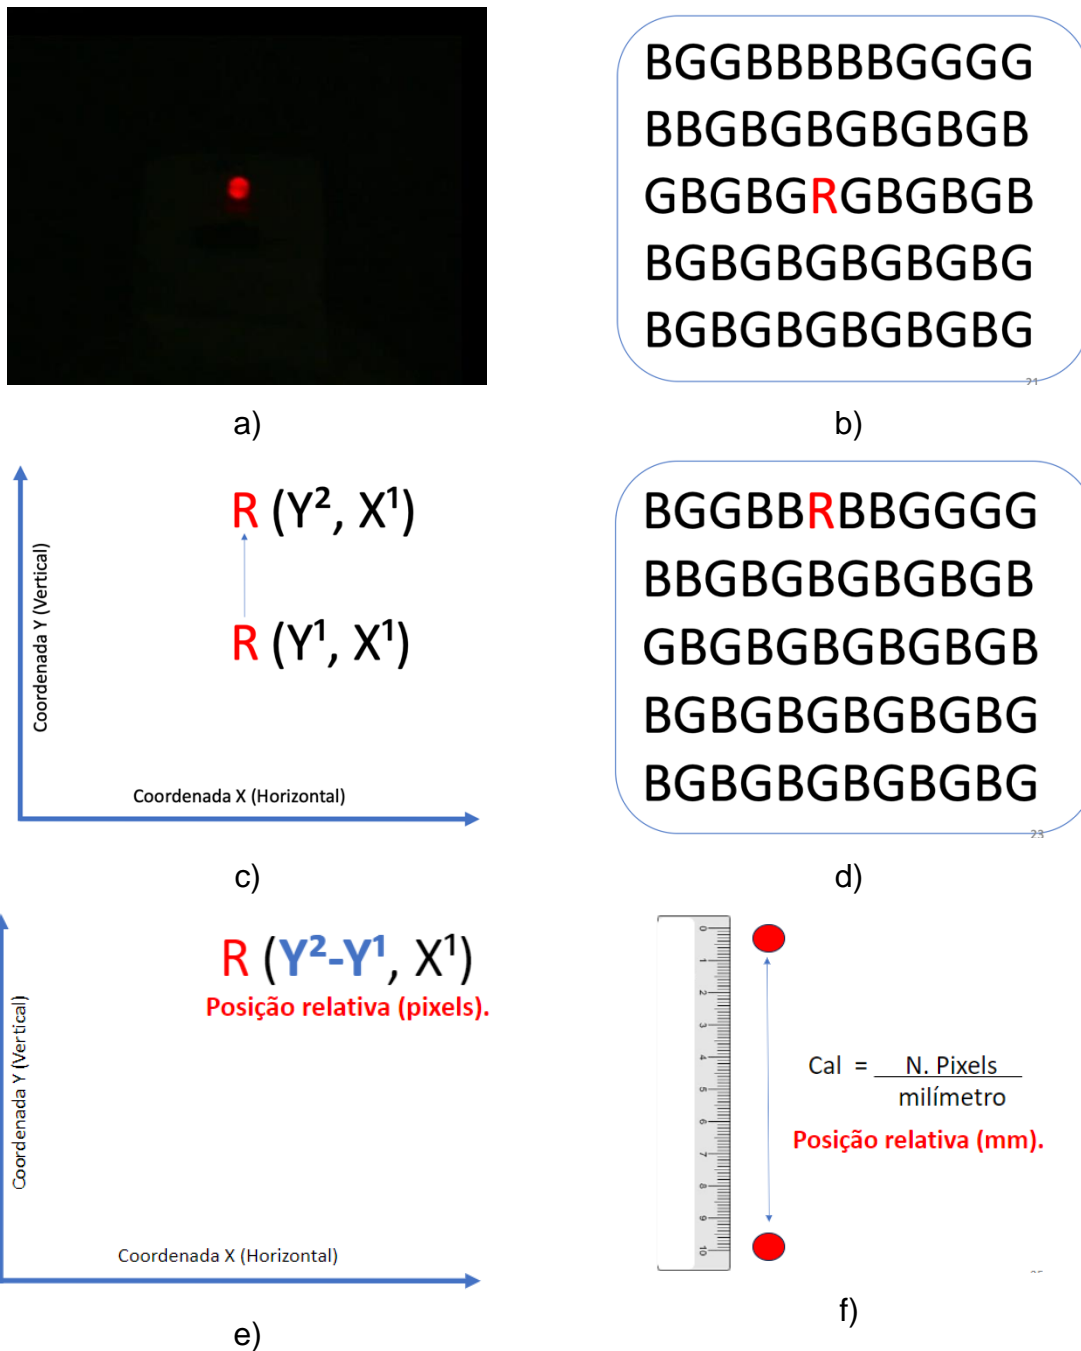 BGGBBBBBGGGG
BBGBGBGBGBGB
GBGBGRGBGBGB
BGBGBGBGBGBG
BGBGBGBGBGBG
21
a)
b)
R (Y², X¹)
R (Y¹, X¹)
Coordenada Y (Vertical)
Coordenada X (Horizontal)
BGGBBRBBGGGG
BBGBGBGBGBGB
GBGBGBGBGBGB
BGBGBGBGBGBG
BGBGBGBGBGBG
23
c)
d)
R (Y²-Y¹, X¹)
Posição relativa (pixels).
Coordenada Y (Vertical)
Coordenada X (Horizontal)
0
1
2
3
4
5
6
7
8
9
10
Cal = N. Pixels
milímetro
Posição relativa (mm).
e)
f)